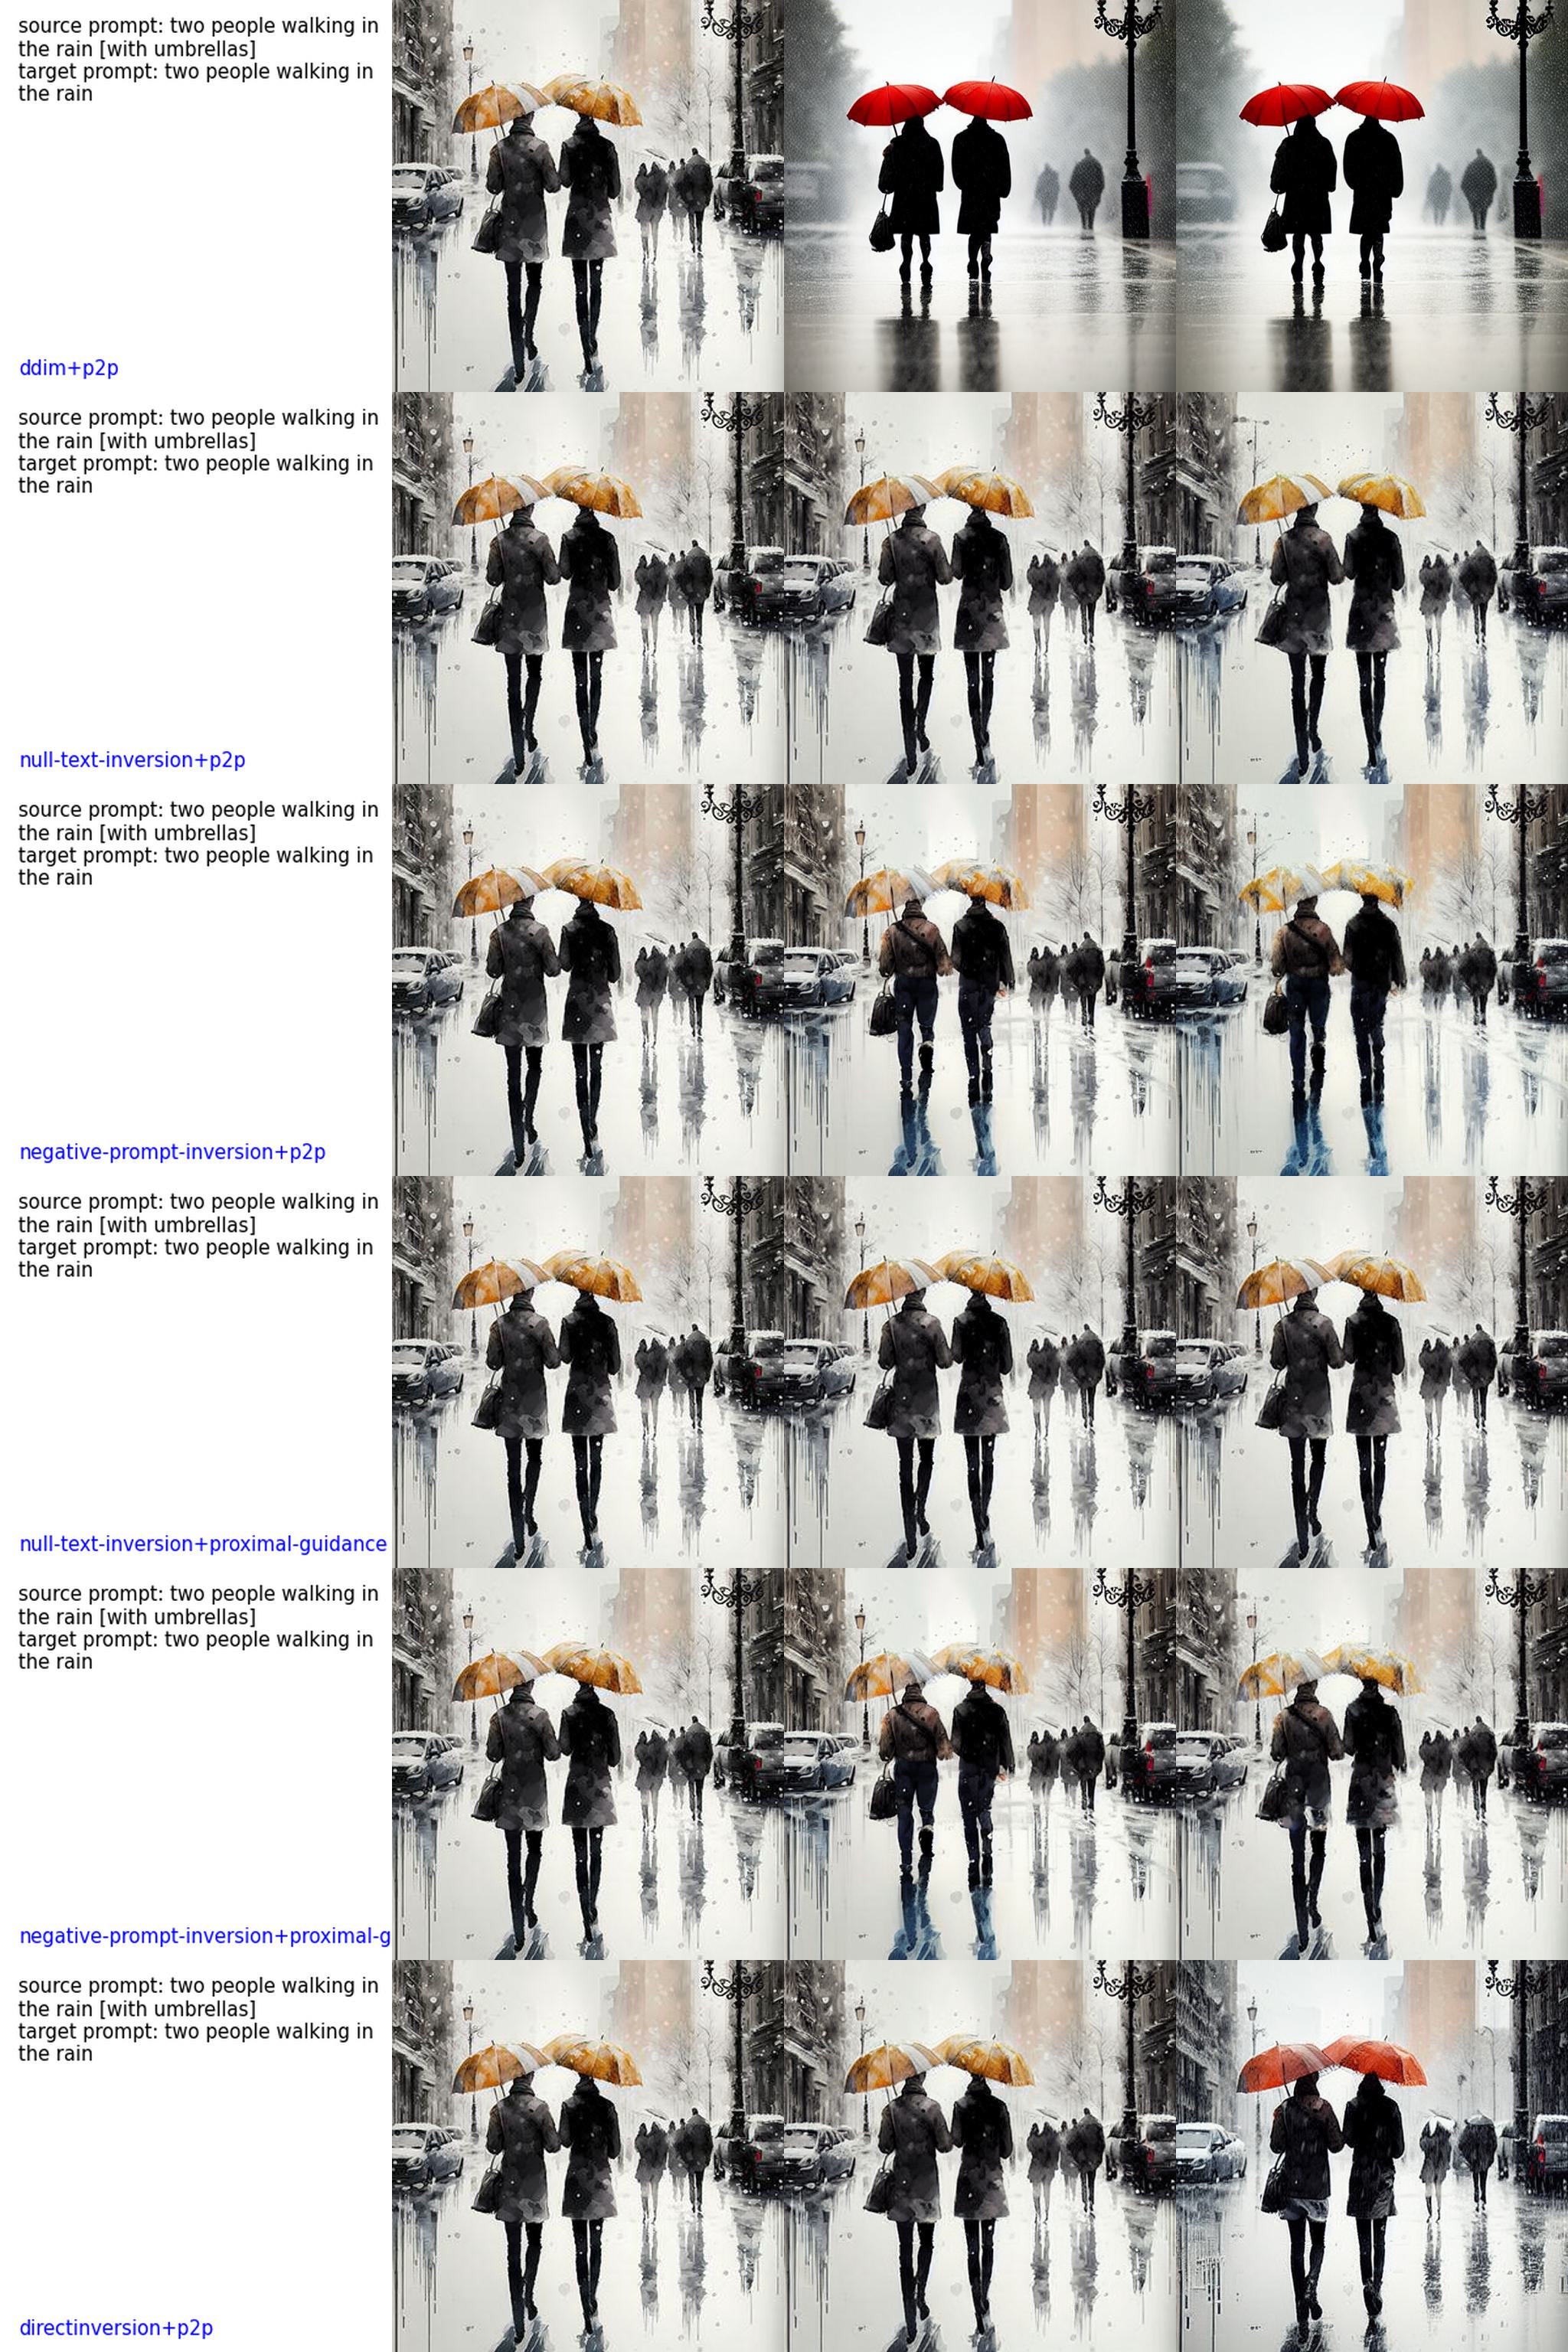 source prompt: two people walking in
the rain [with umbrellas]
target prompt: two people walking in
the rain
ddim+p2p
source prompt: two people walking in
the rain [with umbrellas]
target prompt: two people walking in
the rain
null-text-inversion+p2p
source prompt: two people walking in
the rain [with umbrellas]
target prompt: two people walking in
the rain
negative-prompt-inversion+p2p
source prompt: two people walking in
the rain [with umbrellas]
target prompt: two people walking in
the rain
null-text-inversion+proximal-guidance
source prompt: two people walking in
the rain [with umbrellas]
target prompt: two people walking in
the rain
negative-prompt-inversion+proximal-g
source prompt: two people walking in
the rain [with umbrellas]
target prompt: two people walking in
the rain
directinversion+p2p